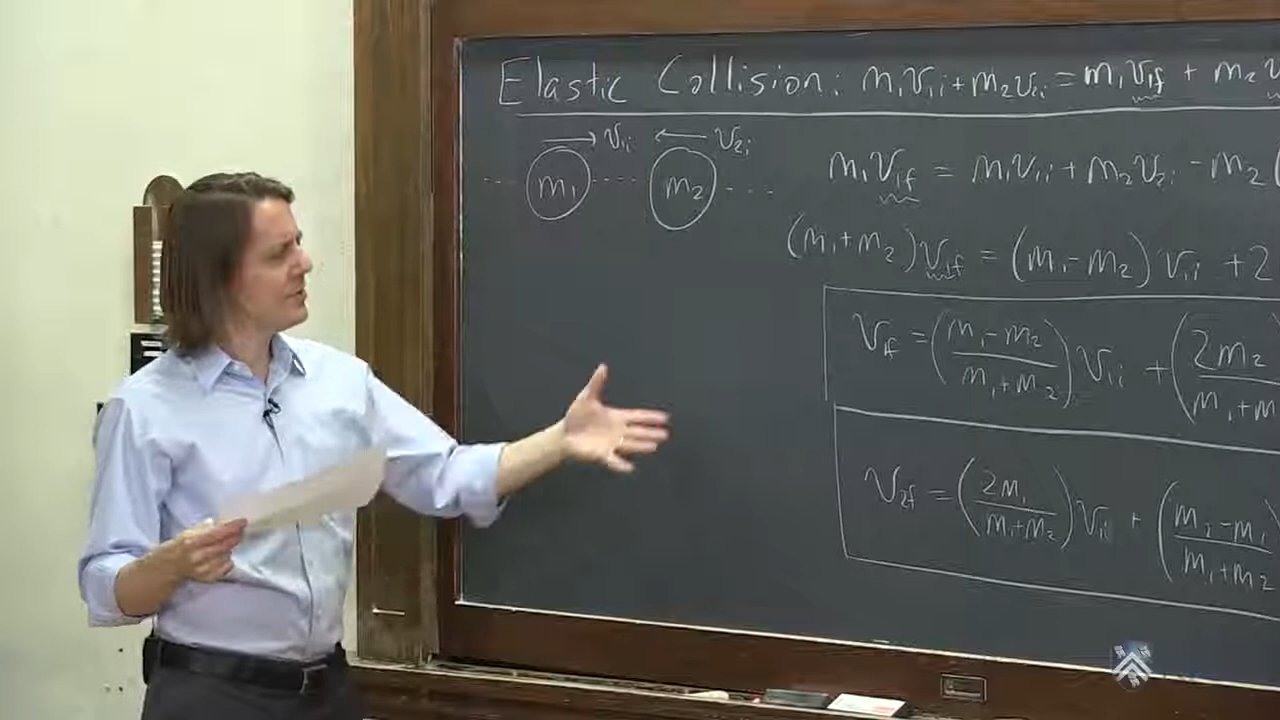 Elastic Collision: m₁v₁ᵢ + m₂v₂ᵢ = m₁v₁f + m₂v
→ v₁ᵢ ← v₂ᵢ
m₁ m₂
m₁v₁f = m₁v₁ᵢ + m₂v₂ᵢ - m₂(
(m₁+m₂)v₁f = (m₁-m₂)v₁ᵢ + 2
v₁f = (m₁-m₂/m₁+m₂)v₁ᵢ + (2m₂/m₁+m
v₂f = (2m₁/m₁+m₂)v₁ᵢ + (m₂-m₁/m₁+m₂